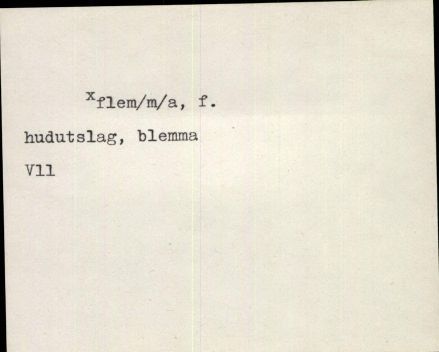 xflem/m/a, f.
hudutslag, blemma
Vll